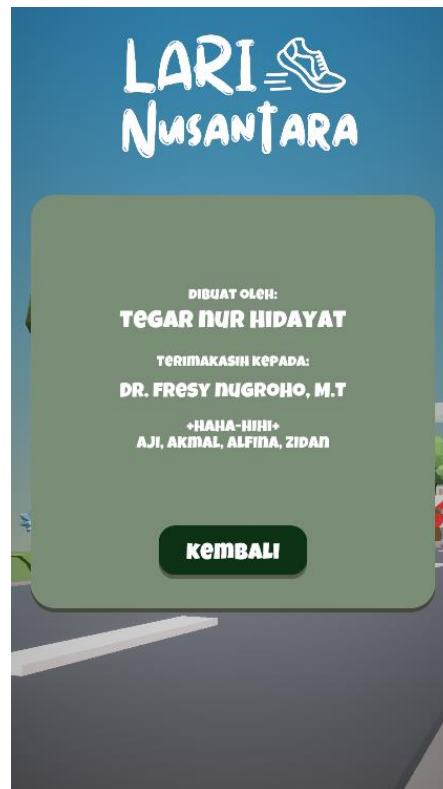 LARI
NUSANTARA
DIBUAT OLEH:
TEGAR NUR HIDAYAT
TERIMAKASIH KEPADA:
DR. FRESY NUGROHO, M.T
+HAHA-HIHI+
AJI, AKMAL, ALFINA, ZIDAN
KEMBALI